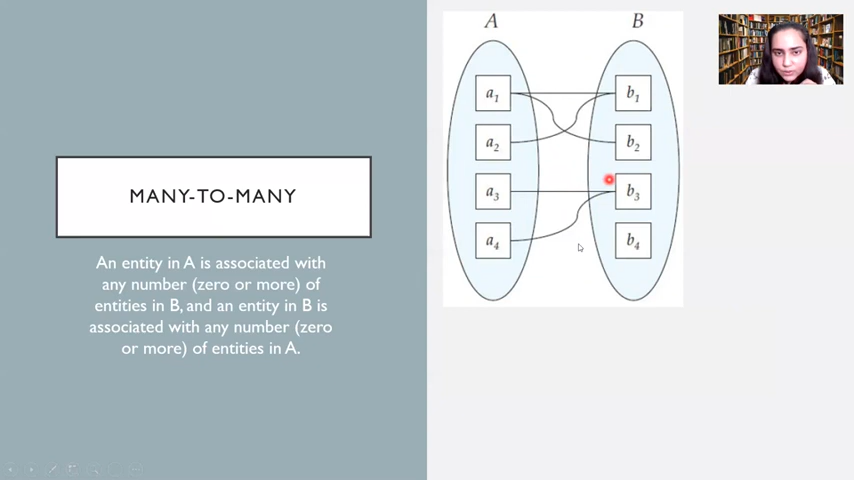 MANY-TO-MANY
An entity in A is associated with
any number (zero or more) of
entities in B, and an entity in B is
associated with any number (zero
or more) of entities in A.
A B
a1 b1
a2 b2
a3 b3
a4 b4